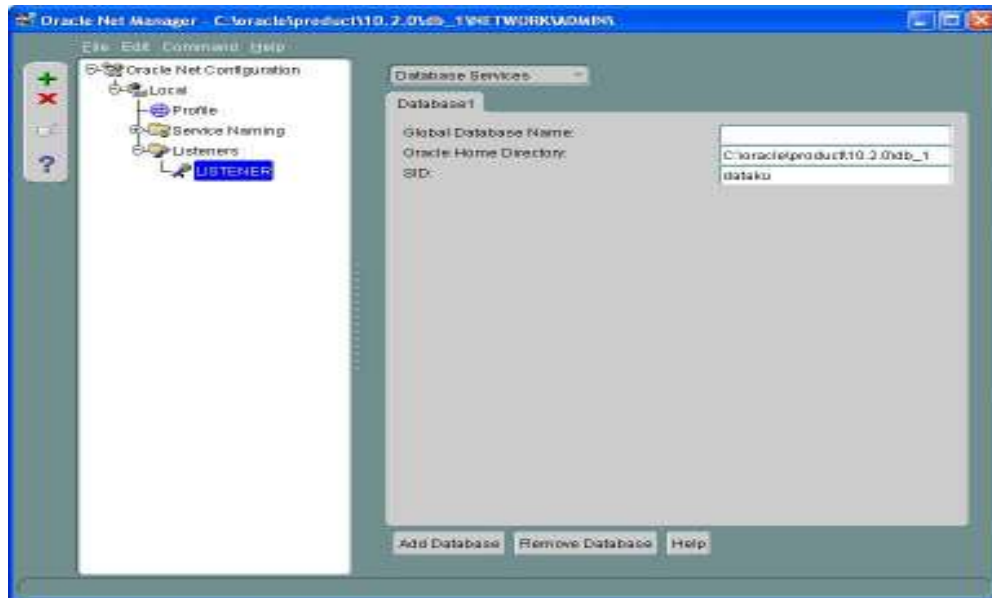 Oracle Net Manager - C:\oracle\product\10.2.0\db_1\NETWORK\ADMIN\
File Edit Command Help
Oracle Net Configuration
Local
Profile
Service Naming
Listeners
LISTENER
Database Services
Database1
Global Database Name:
Oracle Home Directory: C:\oracle\product\10.2.0\db_1
SID: dataku
Add Database Remove Database Help